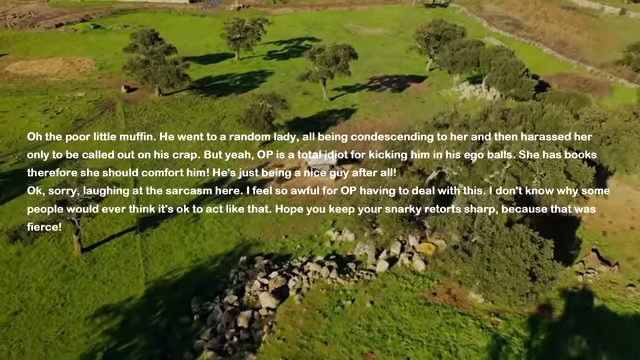 Oh the poor little muffin. He went to a random lady, all being condescending to her and then harassed her
only to be called out on his crap. But yeah, OP is a total jdiot for kicking him in his ego balls. She has books
therefore she should comfort him! He's just being a nice guy after all!
Ok, sorry, laughing at the sarcasm here. I feel so awful for OP having to deal with this. I don't know why some
people would ever think it's ok to act like that. Hope you keep your snarky retorts sharp, because that was
fierce!